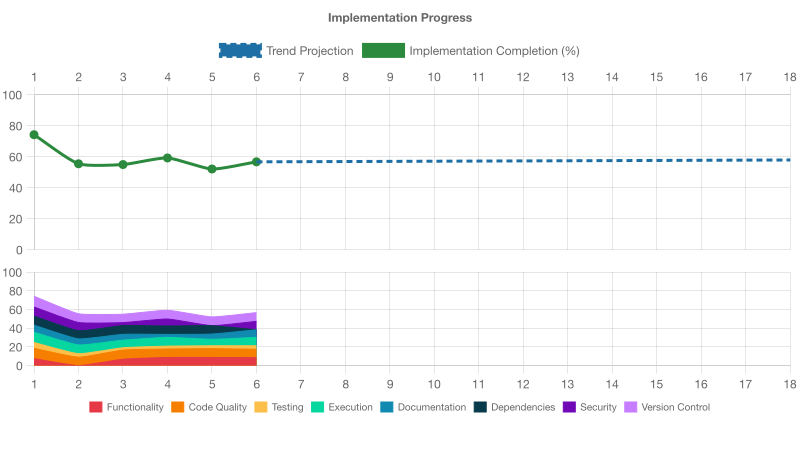 Implementation Progress
Trend Projection Implementation Completion (%)
1 2 3 4 5 6 7 8 9 10 11 12 13 14 15 16 17 18
100
80
60
40
20
0
100
80
60
40
20
0
1 2 3 4 5 6 7 8 9 10 11 12 13 14 15 16 17 18
Functionality Code Quality Testing Execution Documentation Dependencies Security Version Control